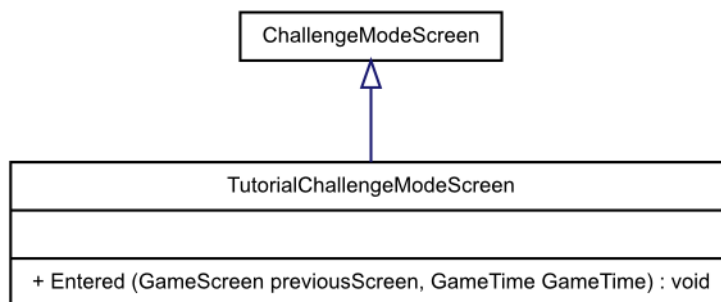 ChallengeModeScreen
TutorialChallengeModeScreen
+ Entered (GameScreen previousScreen, GameTime GameTime) : void